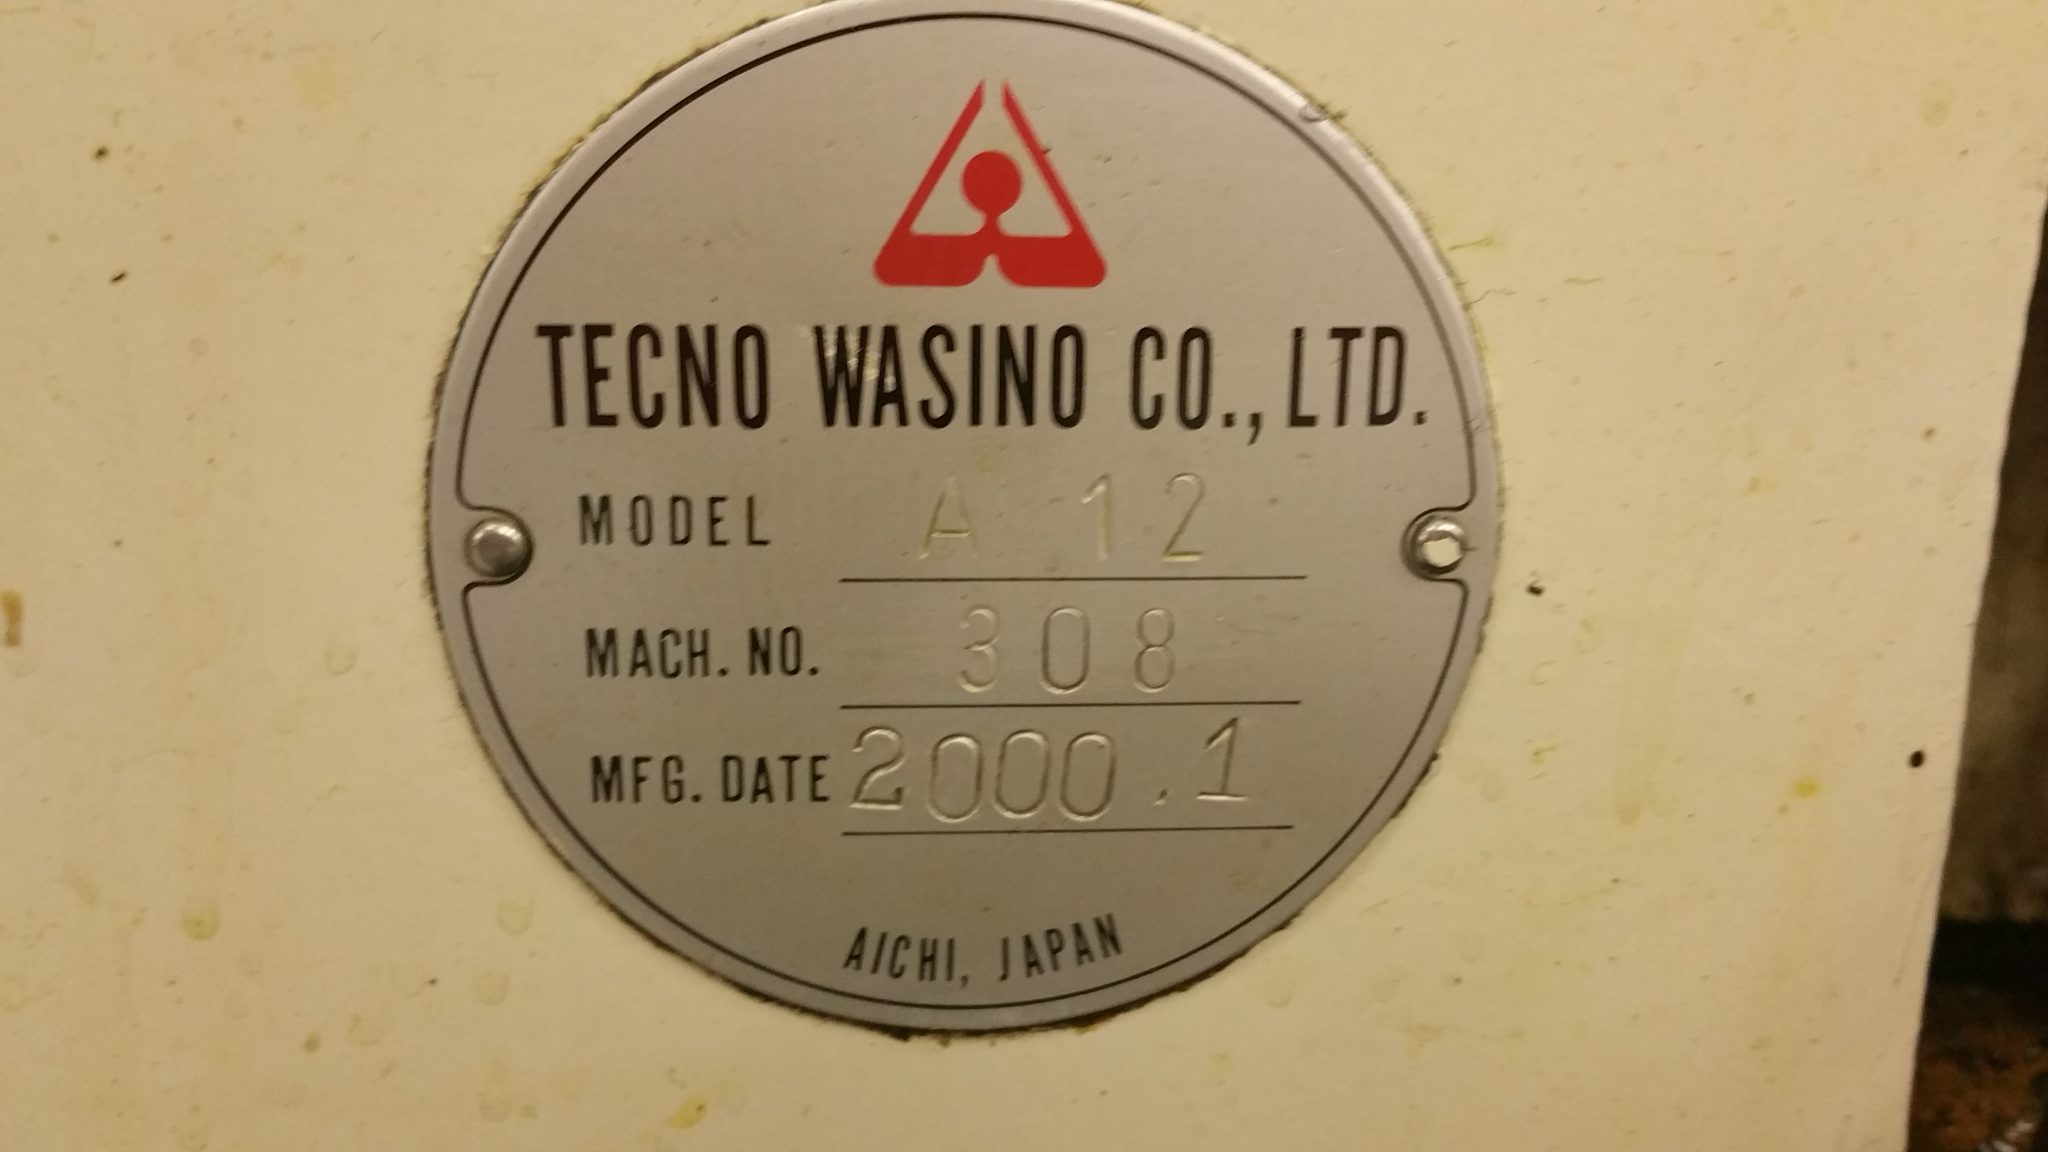 TECNO WASINO CO., LTD.
MODEL A 12
MACH. NO. 308
MFG. DATE 2000.1
AICHI, JAPAN